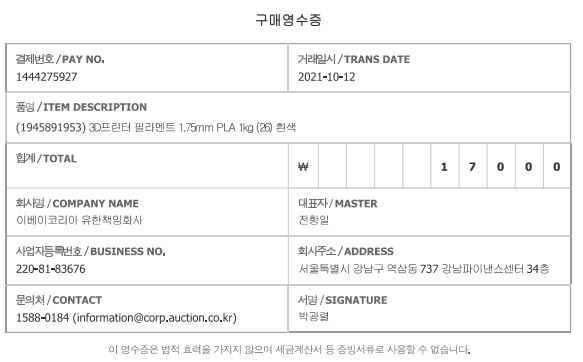 구매영수증
결제번호 / PAY NO.
1444275927
거래일시 / TRANS DATE
2021-10-12
품명 / ITEM DESCRIPTION
(1945891953) 3D프린터 필라멘트 1.75mm PLA 1kg (26) 흰색
합계 / TOTAL
₩ 1 7 0 0 0
회사명 / COMPANY NAME
이베이코리아 유한책임회사
대표자 / MASTER
전항일
사업자등록번호 / BUSINESS NO.
220-81-83676
회사주소 / ADDRESS
서울특별시 강남구 역삼동 737 강남파이낸스센터 34층
문의처 / CONTACT
1588-0184 (information@corp.auction.co.kr)
서명 / SIGNATURE
박광렬
이 영수증은 법적 효력을 가지지 않으며 세금계산서 등 증빙서류로 사용할 수 없습니다.